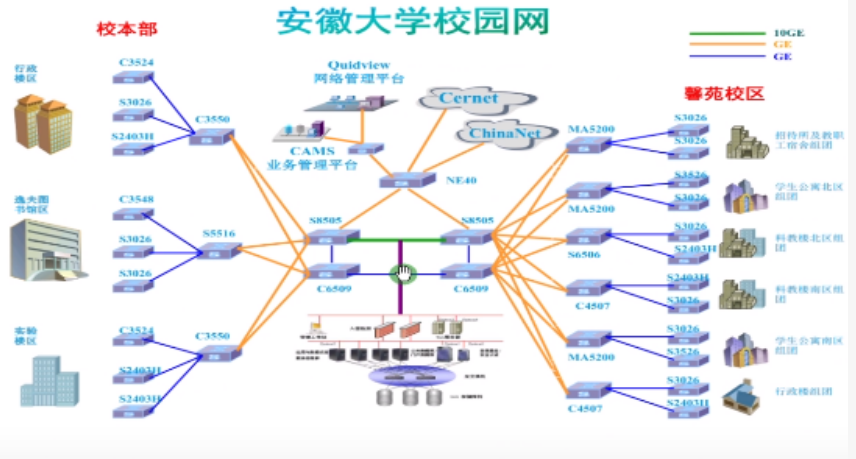 安徽大学校园网
校本部
10GE
GE
GE
行政
楼区
C3524
S3026
S2403H
C3550
Quidview
网络管理平台
CAMS
业务管理平台
Cernet
ChinaNet
NE40
馨苑校区
MA5200
S3026
S3026
招待所及教职
工宿舍组团
逸夫图
书馆区
C3548
S3026
S3026
S5516
S8505
S8505
C6509
C6509
MA5200
S3526
S3026
学生公寓北区
组团
S6506
S3026
S2403H
科教楼北区组
团
C4507
S2403H
S3026
科教楼南区组
团
实验
楼区
C3524
S2403H
S2403H
C3550
MA5200
S3026
S3526
学生公寓南区
组团
C4507
S3026
S2403H
行政楼组团